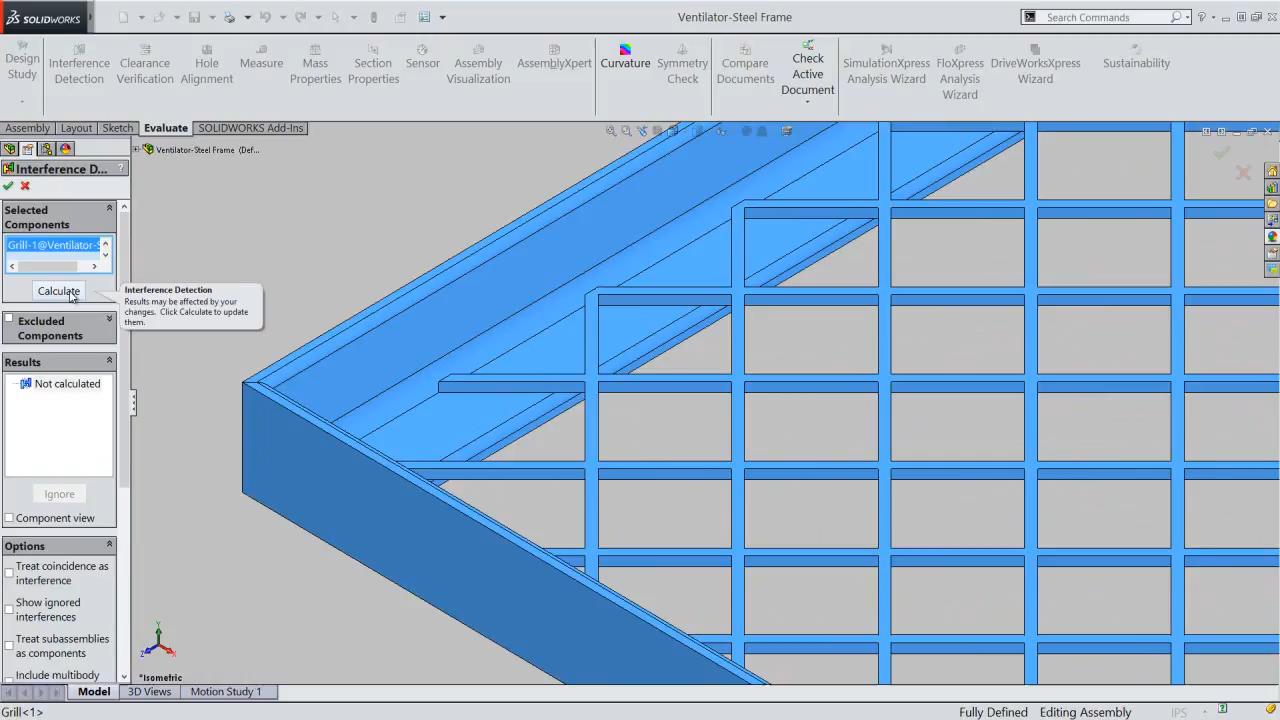 SOLIDWORKS
Ventilator-Steel Frame
Search Commands
Design
Study
Interference
Detection
Clearance
Verification
Hole
Alignment
Measure
Mass
Properties
Section
Properties
Sensor
Assembly
Visualization
AssemblyXpert
Curvature
Symmetry
Check
Compare
Documents
Check
Active
Document
SimulationXpress
Analysis Wizard
FloXpress
Analysis
Wizard
DriveWorksXpress
Wizard
Sustainability
Assembly
Layout
Sketch
Evaluate
SOLIDWORKS Add-Ins
Ventilator-Steel Frame (Def...
Interference D...
?
Selected
Components
Grill-1@Ventilator-S
Calculate
Interference Detection
Results may be affected by your
changes. Click Calculate to update
them.
Excluded
Components
Results
Not calculated
Ignore
Component view
Options
Treat coincidence as
interference
Show ignored
interferences
Treat subassemblies
as components
Include multibody
Y
Z
X
*Isometric
Model
3D Views
Motion Study 1
Grill<1>
Fully Defined
Editing Assembly
IPS